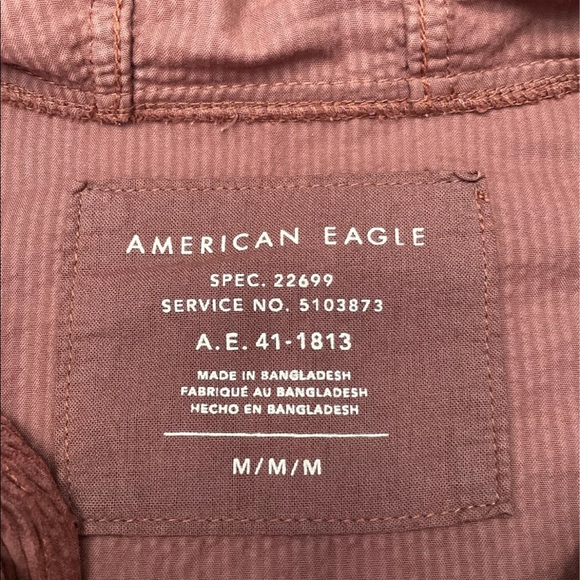 AMERICAN EAGLE
SPEC. 22699
SERVICE NO. 5103873
A.E. 41-1813
MADE IN BANGLADESH
FABRIQUÉ AU BANGLADESH
HECHO EN BANGLADESH
M/M/M